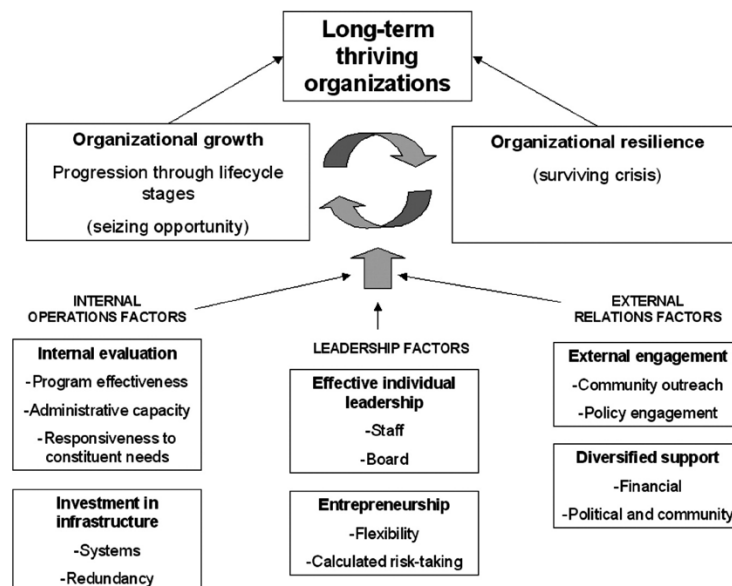 Long-term
thriving
organizations
Organizational growth
Progression through lifecycle
stages
(seizing opportunity)
Organizational resilience
(surviving crisis)
INTERNAL
OPERATIONS FACTORS
Internal evaluation
-Program effectiveness
-Administrative capacity
-Responsiveness to
constituent needs
Investment in
infrastructure
-Systems
-Redundancy
LEADERSHIP FACTORS
Effective individual
leadership
-Staff
-Board
Entrepreneurship
-Flexibility
-Calculated risk-taking
EXTERNAL
RELATIONS FACTORS
External engagement
-Community outreach
-Policy engagement
Diversified support
-Financial
-Political and community